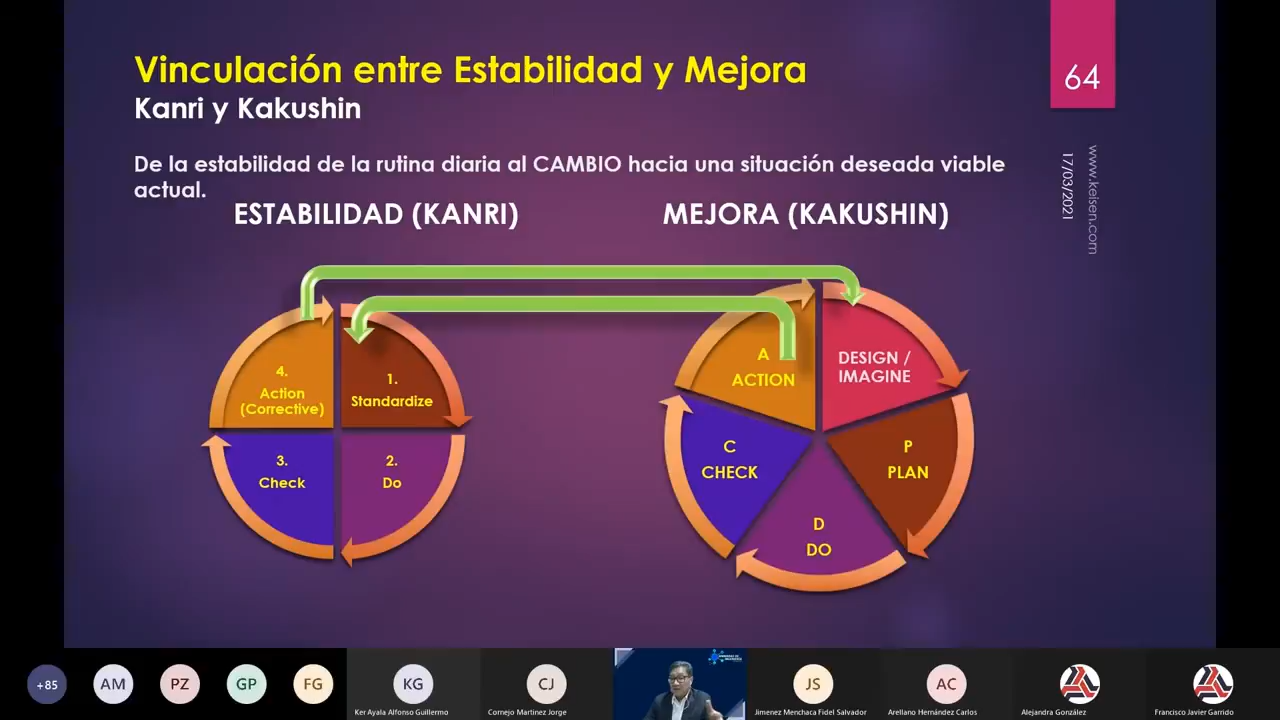 Vinculación entre Estabilidad y Mejora
Kanri y Kakushin
64
www.keisen.com
17/03/2021
De la estabilidad de la rutina diaria al CAMBIO hacia una situación deseada viable
actual.
ESTABILIDAD (KANRI)
MEJORA (KAKUSHIN)
4.
Action
(Corrective)
1.
Standardize
3.
Check
2.
Do
A
ACTION
DESIGN /
IMAGINE
C
CHECK
P
PLAN
D
DO
+85
AM
PZ
GP
FG
KG
Ker Ayala Alfonso Guillermo
CJ
Cornejo Martinez Jorge
JS
Jimenez Menchaca Fidel Salvador
AC
Arellano Hernández Carlos
Alejandra González
Francisco Javier Garrido